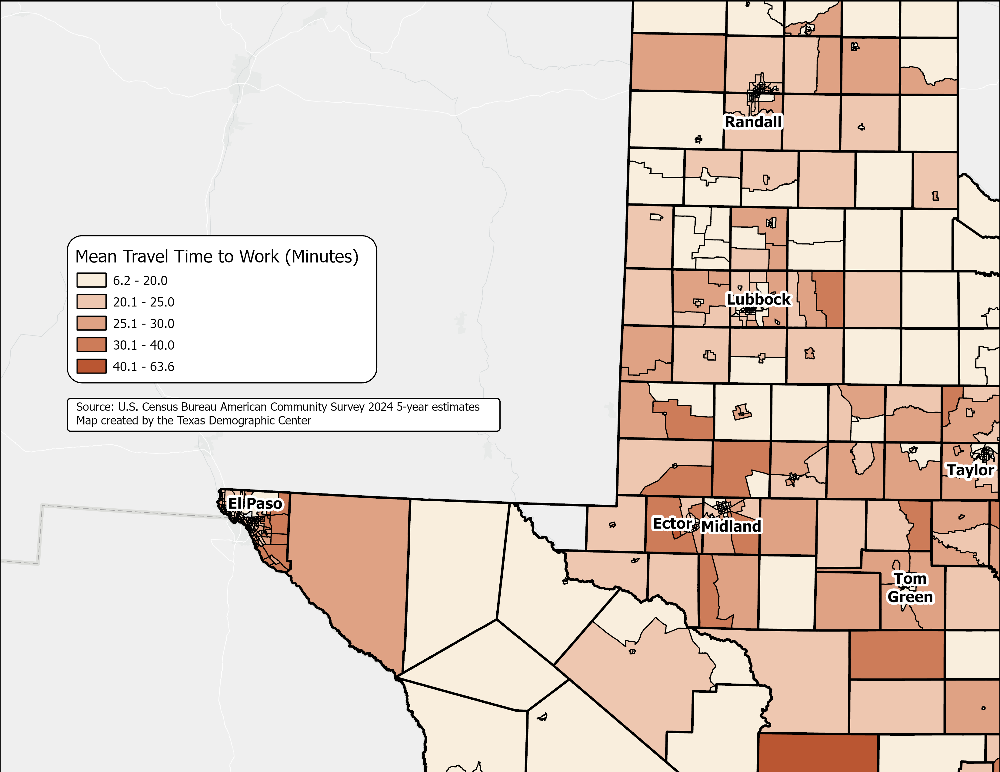 Randall
Mean Travel Time to Work (Minutes)
6.2 - 20.0
20.1 - 25.0
25.1 - 30.0
30.1 - 40.0
40.1 - 63.6
Lubbock
Source: U.S. Census Bureau American Community Survey 2024 5-year estimates
Map created by the Texas Demographic Center
Taylor
El Paso
Ector
Midland
Tom
Green